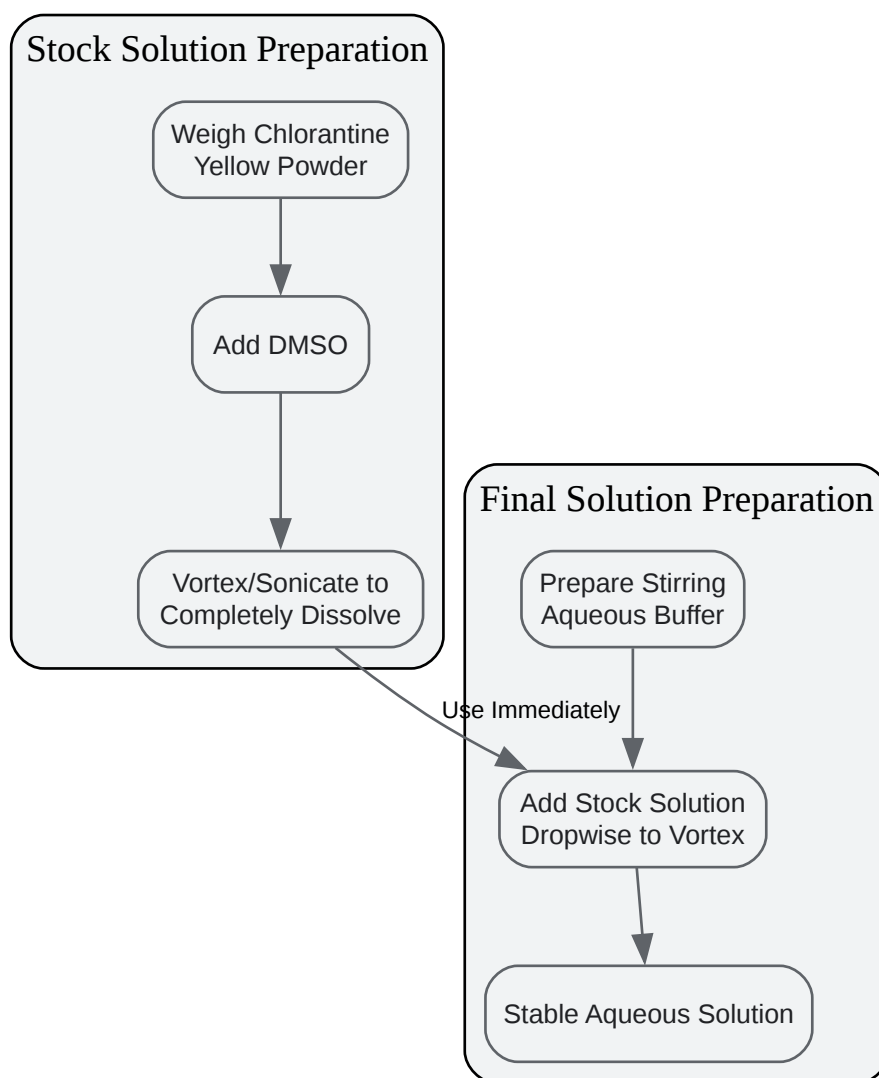 Stock Solution Preparation
Weigh Chlorantine
Yellow Powder
Add DMSO
Vortex/Sonicate to
Completely Dissolve
Final Solution Preparation
Prepare Stirring
Aqueous Buffer
Use Immediately
Add Stock Solution
Dropwise to Vortex
Stable Aqueous Solution